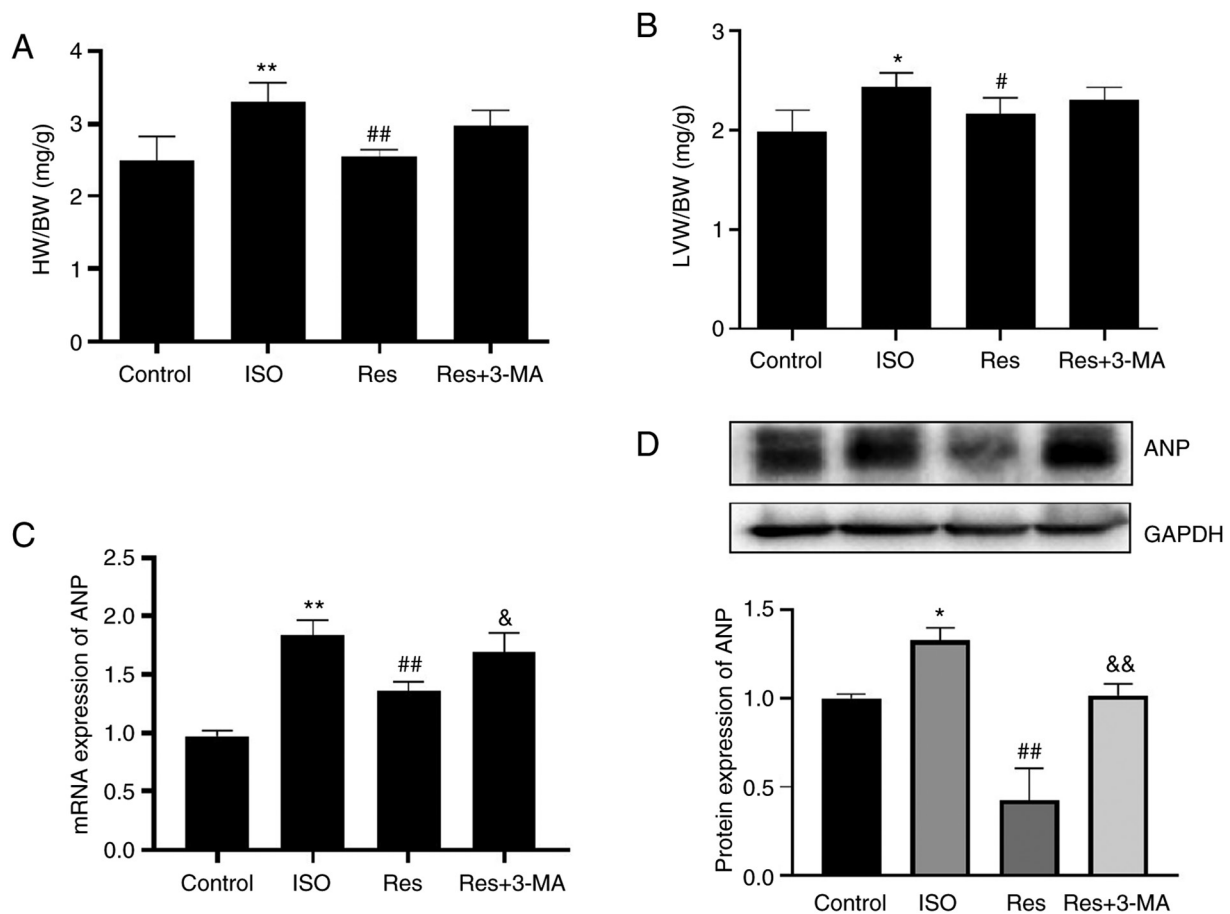 A
HW/BW (mg/g)
4
3
2
1
0
**
##
Control ISO Res Res+3-MA
B
LVW/BW (mg/g)
3
2
1
0
*
#
Control ISO Res Res+3-MA
C
mRNA expression of ANP
2.5
2.0
1.5
1.0
0.5
0.0
**
##
&
Control ISO Res Res+3-MA
D
ANP
GAPDH
Protein expression of ANP
1.5
1.0
0.5
0.0
*
##
&&
Control ISO Res Res+3-MA